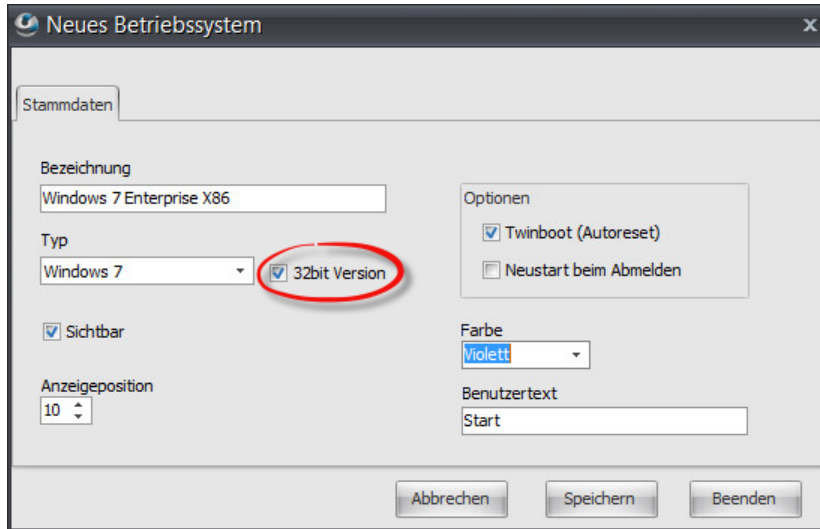 Neues Betriebssystem
Stammdaten
Bezeichnung
Windows 7 Enterprise X86
Typ
Windows 7
32bit Version
Sichtbar
Anzeigeposition
10
Optionen
Twinboot (Autoreset)
Neustart beim Abmelden
Farbe
Violett
Benutzertext
Start
Abbrechen
Speichern
Beenden